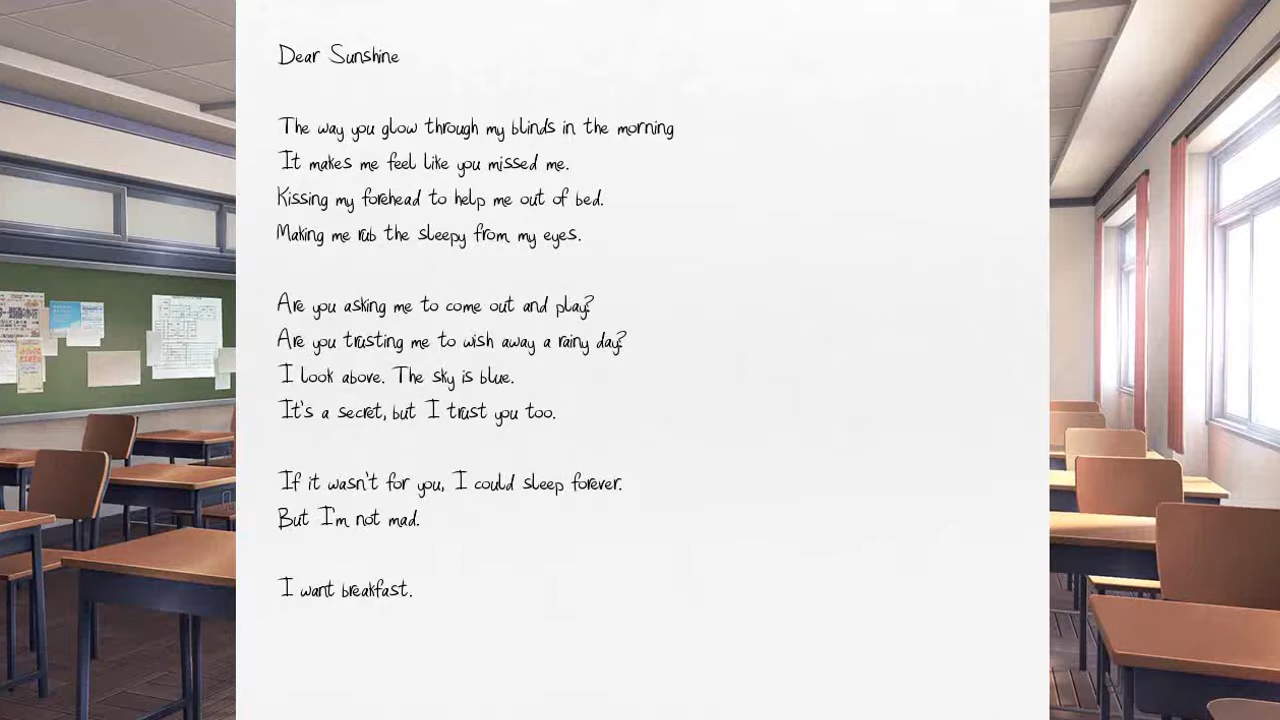 Dear Sunshine
The way you glow through my blinds in the morning
It makes me feel like you missed me.
Kissing my forehead to help me out of bed.
Making me rub the sleepy from my eyes.
Are you asking me to come out and play?
Are you trusting me to wish away a rainy day?
I look above. The sky is blue.
It's a secret, but I trust you too.
If it wasn't for you, I could sleep forever.
But I'm not mad.
I want breakfast.